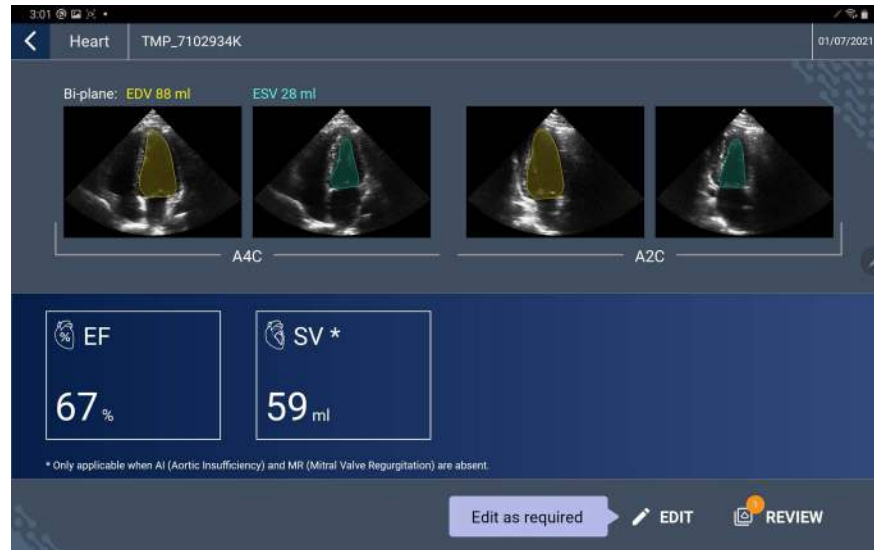 3:01
Heart TMP_7102934K 01/07/2021
Bi-plane: EDV 88 ml ESV 28 ml
A4C A2C
% EF SV *
67 % 59 ml
* Only applicable when AI (Aortic Insufficiency) and MR (Mitral Valve Regurgitation) are absent.
Edit as required EDIT REVIEW